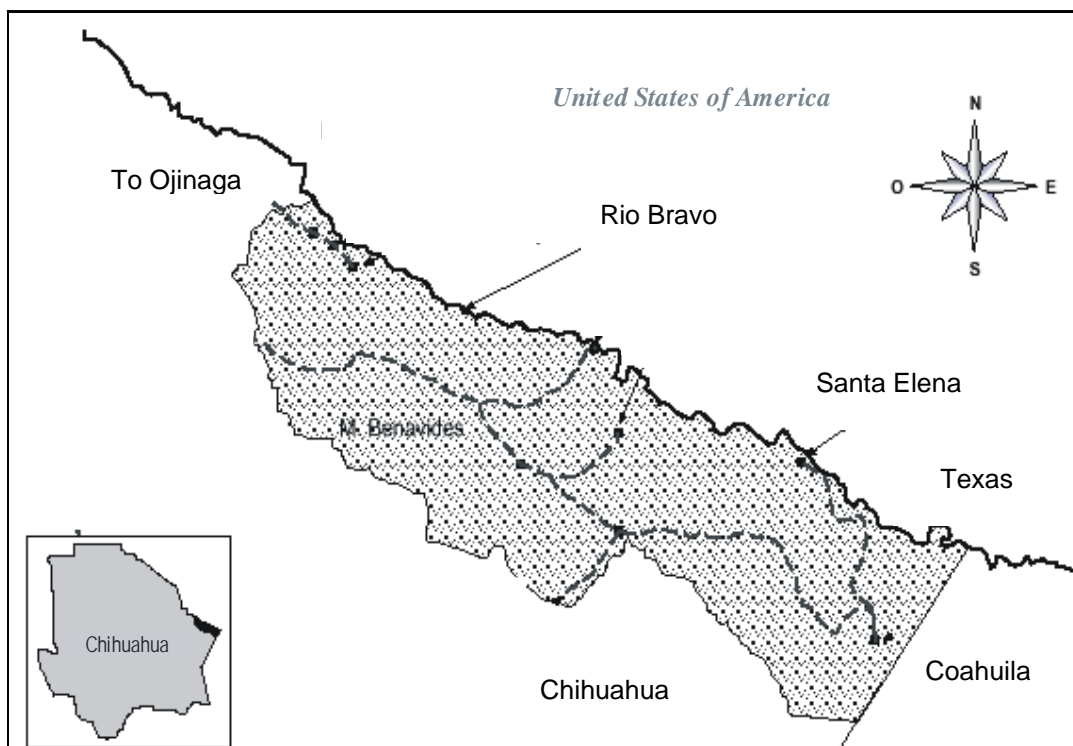 United States of America
N
To Ojinaga
O
E
Rio Bravo
S
Santa Elena
M. Benavides
Texas
Chihuahua
Coahuila
Chihuahua